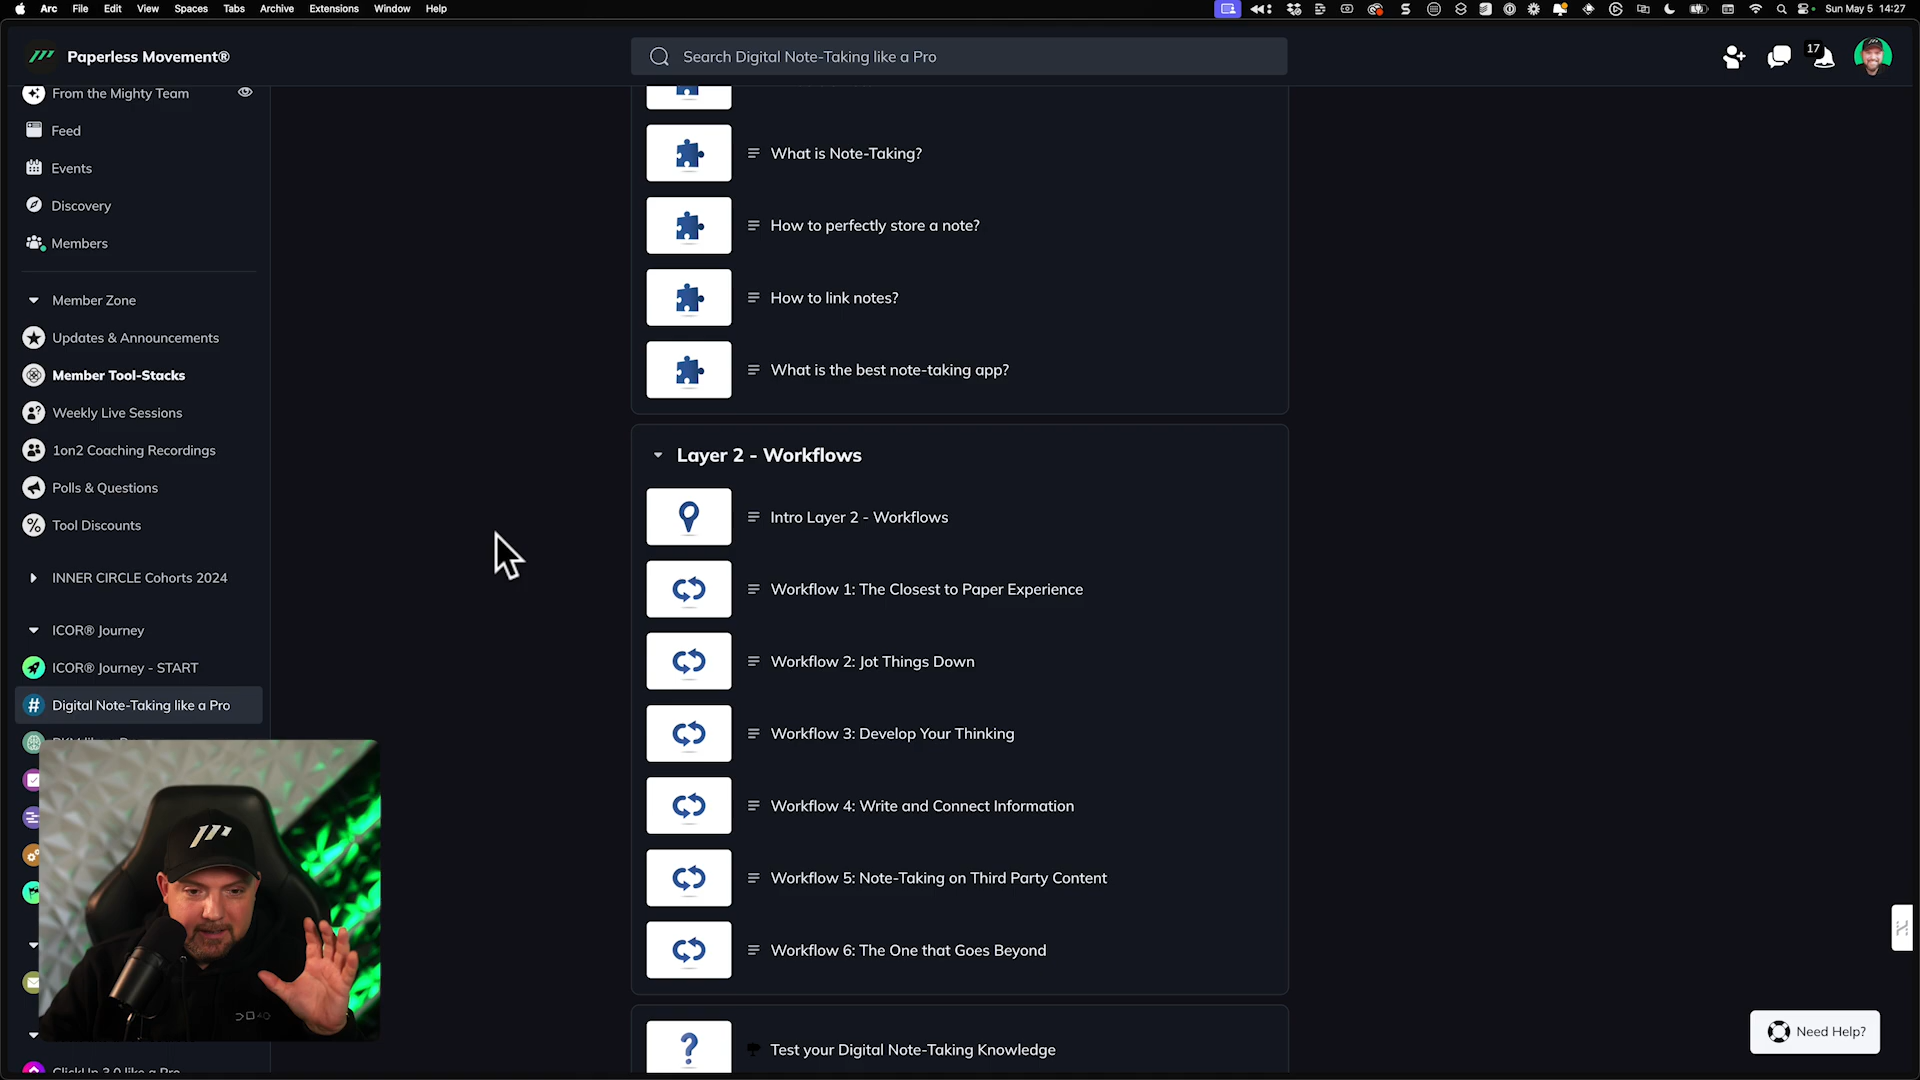 Arc File Edit View Spaces Tabs Archive Extensions Window Help
Sun May 5 14:27
Paperless Movement®
Search Digital Note-Taking like a Pro
17
From the Mighty Team
Feed
Events
Discovery
Members
Member Zone
Updates & Announcements
Member Tool-Stacks
Weekly Live Sessions
1on2 Coaching Recordings
Polls & Questions
Tool Discounts
INNER CIRCLE Cohorts 2024
ICOR® Journey
ICOR® Journey - START
Digital Note-Taking like a Pro
ClickUp 3.0 like a Pro
What is Note-Taking?
How to perfectly store a note?
How to link notes?
What is the best note-taking app?
Layer 2 - Workflows
Intro Layer 2 - Workflows
Workflow 1: The Closest to Paper Experience
Workflow 2: Jot Things Down
Workflow 3: Develop Your Thinking
Workflow 4: Write and Connect Information
Workflow 5: Note-Taking on Third Party Content
Workflow 6: The One that Goes Beyond
Test your Digital Note-Taking Knowledge
Need Help?